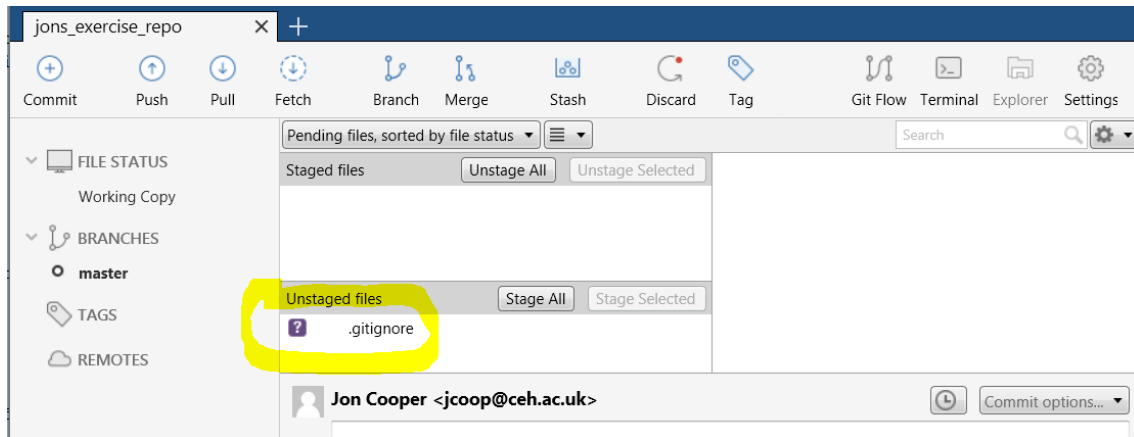 jons_exercise_repo
Commit Push Pull Fetch Branch Merge Stash Discard Tag Git Flow Terminal Explorer Settings
Pending files, sorted by file status
Search
FILE STATUS
Working Copy
BRANCHES
master
TAGS
REMOTES
Staged files Unstage All Unstage Selected
Unstaged files Stage All Stage Selected
? .gitignore
Jon Cooper <jcoop@ceh.ac.uk>
Commit options...